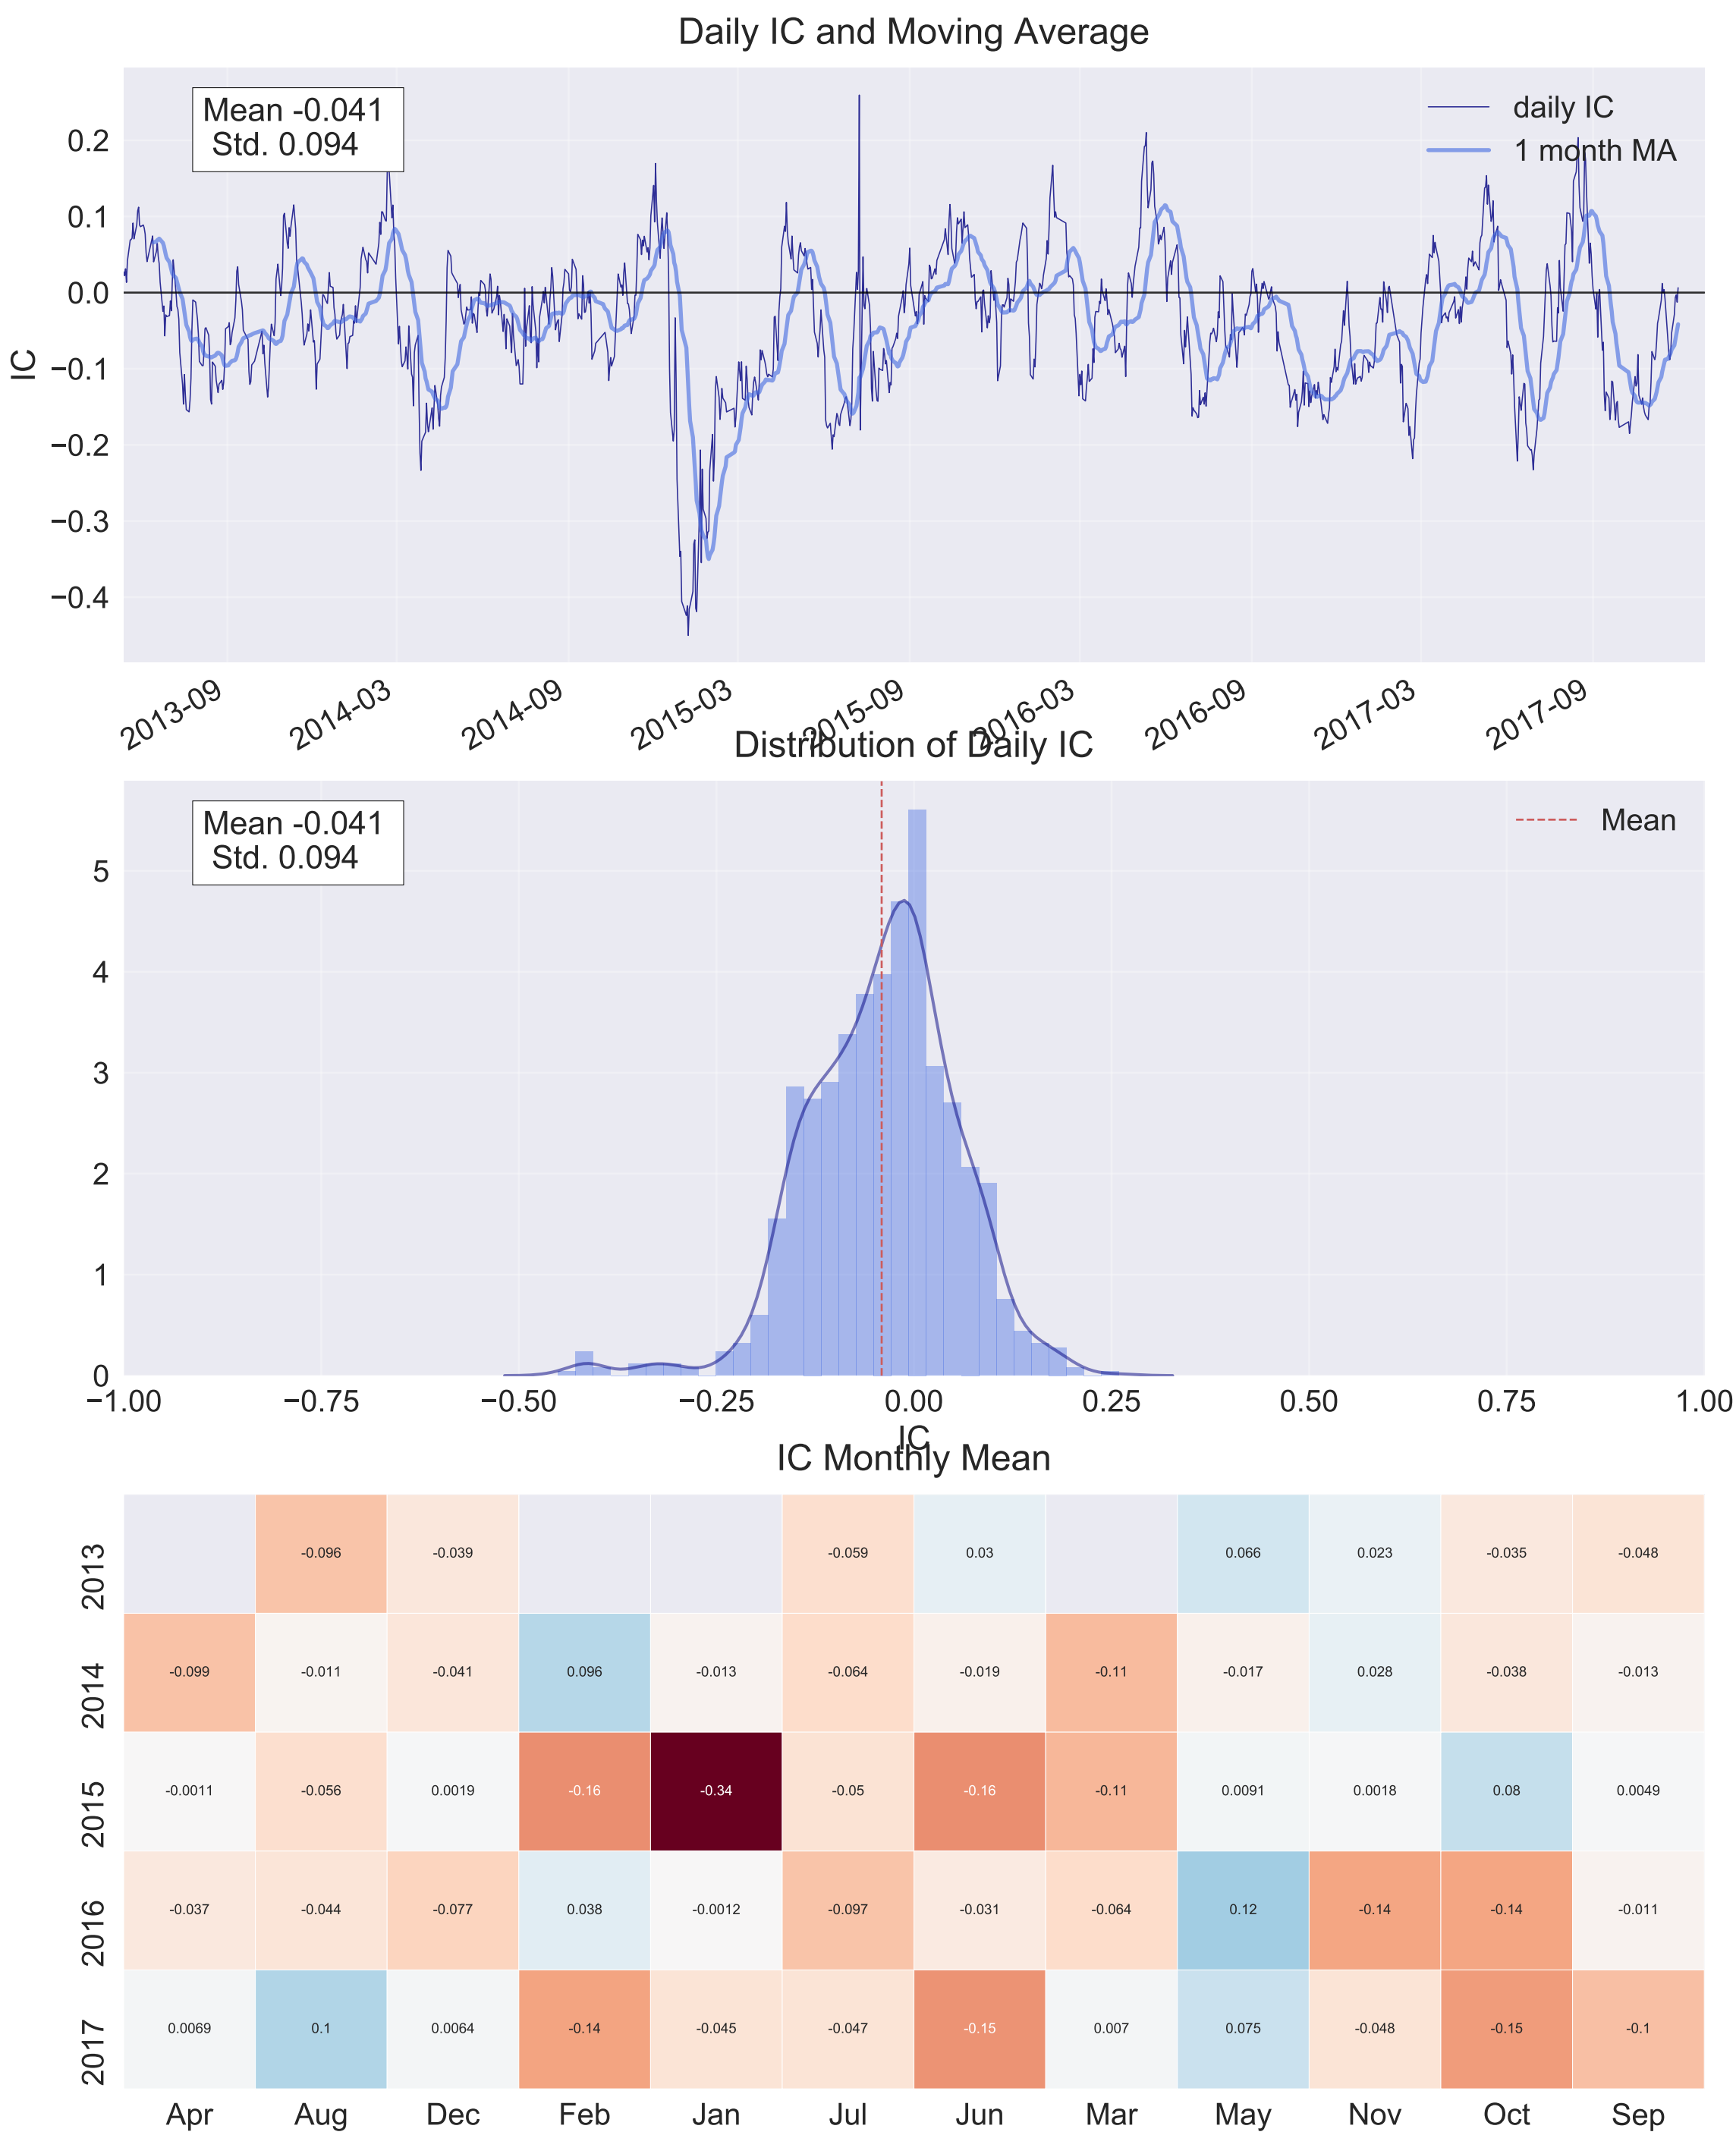 Daily IC and Moving Average
Mean -0.041
Std. 0.094
daily IC
1 month MA
IC
0.2
0.1
0.0
−0.1
−0.2
−0.3
−0.4
2013-09 2014-03 2014-09 2015-03 2015-09 2016-03 2016-09 2017-03 2017-09
Distribution of Daily IC
Mean -0.041
Std. 0.094
Mean
5
4
3
2
1
0
−1.00 −0.75 −0.50 −0.25 0.00 0.25 0.50 0.75 1.00
IC
IC Monthly Mean
2013 -0.096 -0.039 -0.059 0.03 0.066 0.023 -0.035 -0.048
2014 -0.099 -0.011 -0.041 0.096 -0.013 -0.064 -0.019 -0.11 -0.017 0.028 -0.038 -0.013
2015 -0.0011 -0.056 0.0019 -0.16 -0.34 -0.05 -0.16 -0.11 0.0091 0.0018 0.08 0.0049
2016 -0.037 -0.044 -0.077 0.038 -0.0012 -0.097 -0.031 -0.064 0.12 -0.14 -0.14 -0.011
2017 0.0069 0.1 0.0064 -0.14 -0.045 -0.047 -0.15 0.007 0.075 -0.048 -0.15 -0.1
Apr Aug Dec Feb Jan Jul Jun Mar May Nov Oct Sep